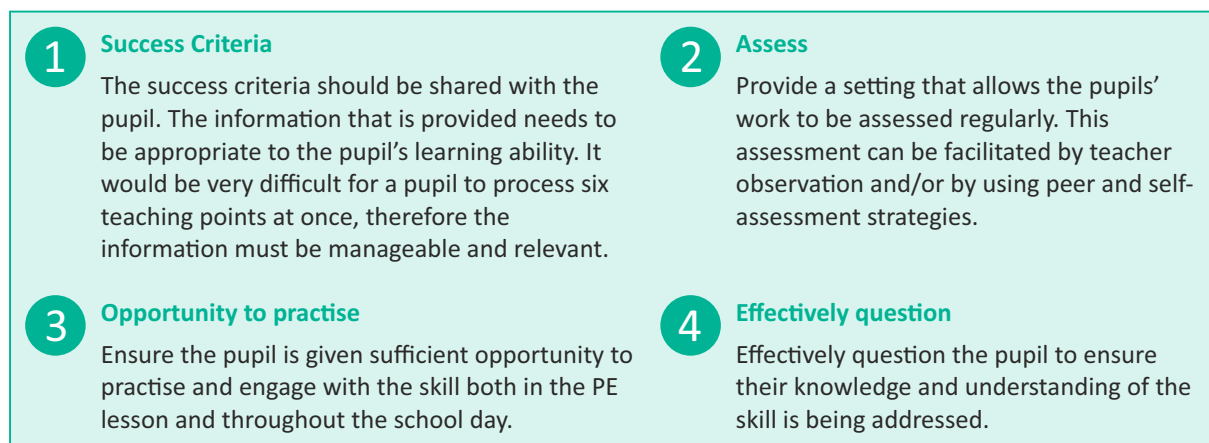 1
Success Criteria
The success criteria should be shared with the
pupil. The information that is provided needs to
be appropriate to the pupil's learning ability. It
would be very difficult for a pupil to process six
teaching points at once, therefore the
information must be manageable and relevant.
2
Assess
Provide a setting that allows the pupils’
work to be assessed regularly. This
assessment can be facilitated by teacher
observation and/or by using peer and self-
assessment strategies.
3
Opportunity to practise
Ensure the pupil is given sufficient opportunity to
practise and engage with the skill both in the PE
lesson and throughout the school day.
4
Effectively question
Effectively question the pupil to ensure
their knowledge and understanding of the
skill is being addressed.